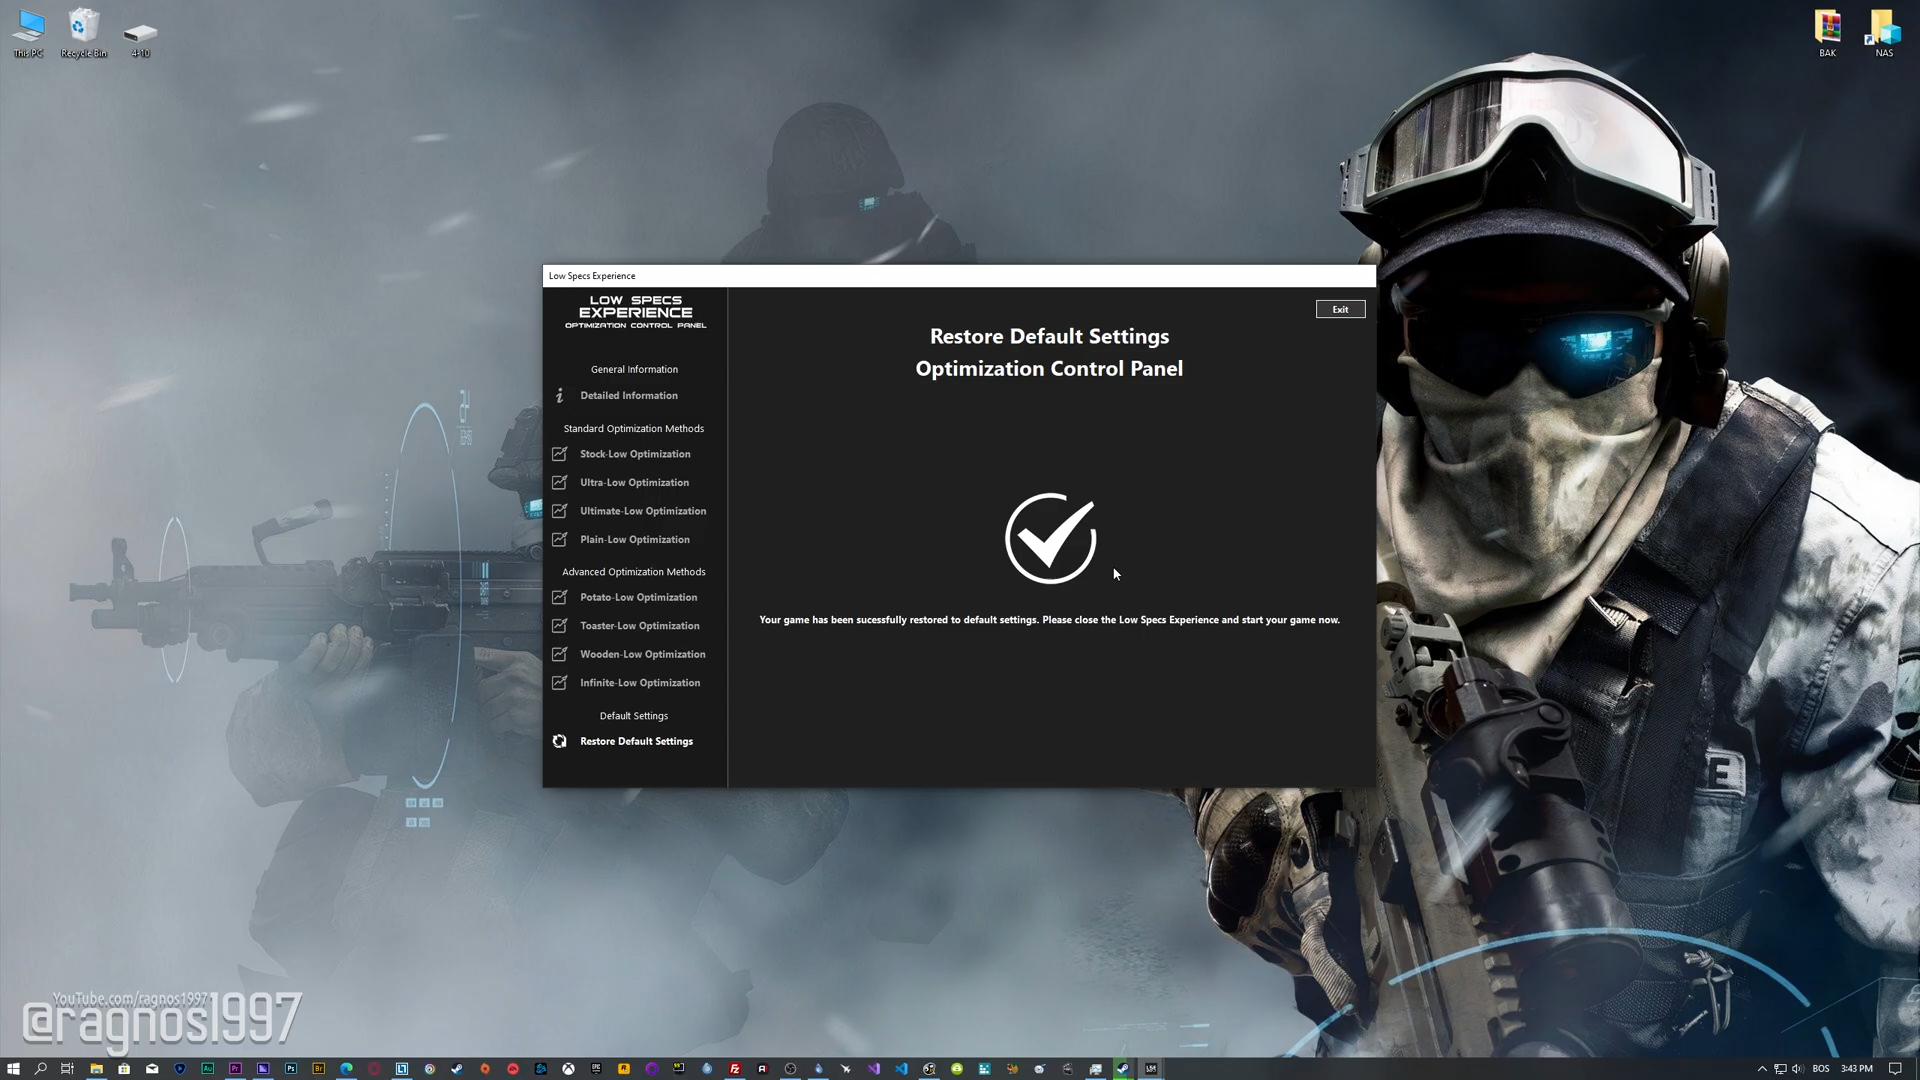 This PC
Recycle Bin
4-10
BAK
NAS
Low Specs Experience
LOW SPECS
EXPERIENCE
OPTIMIZATION CONTROL PANEL
General Information
Detailed Information
Standard Optimization Methods
Stock-Low Optimization
Ultra-Low Optimization
Ultimate-Low Optimization
Plain-Low Optimization
Advanced Optimization Methods
Potato-Low Optimization
Toaster-Low Optimization
Wooden-Low Optimization
Infinite-Low Optimization
Default Settings
Restore Default Settings
Exit
Restore Default Settings
Optimization Control Panel
Your game has been sucessfully restored to default settings. Please close the Low Specs Experience and start your game now.
YouTube.com/ragnos1997
@ragnos1997
BOS
3:43 PM